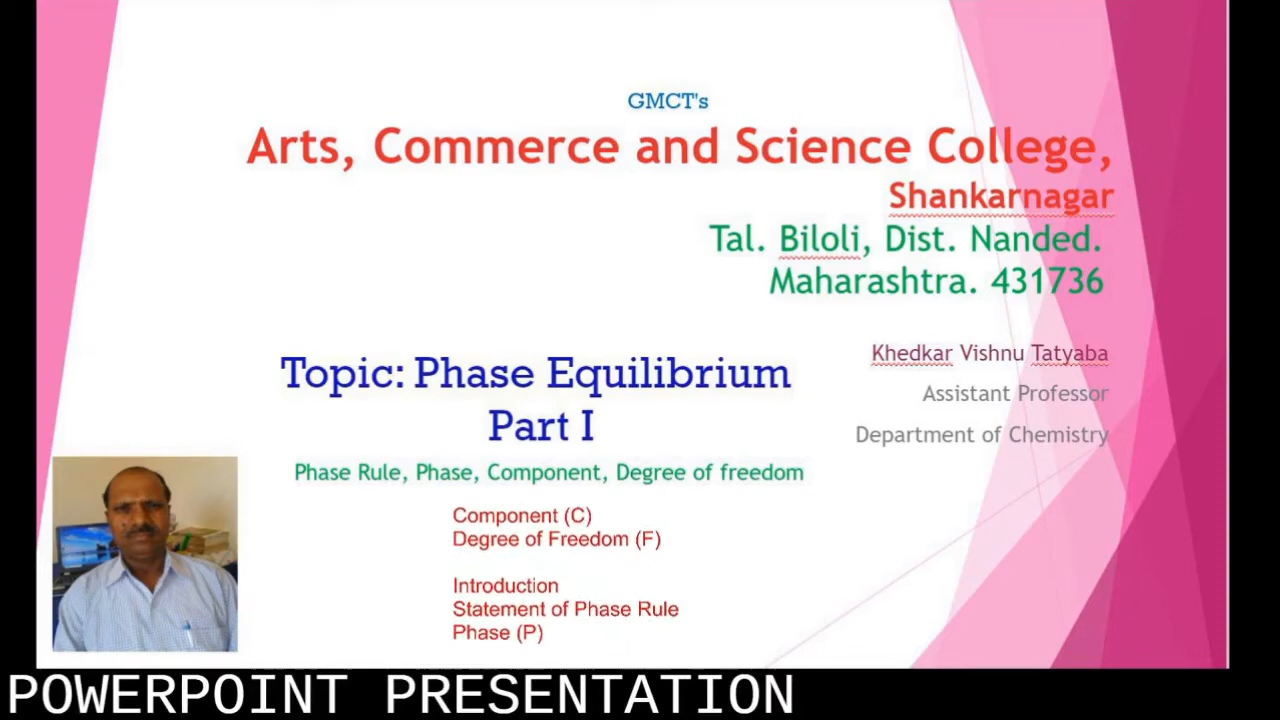 GMCT's
Arts, Commerce and Science College,
Shankarnagar
Tal. Biloli, Dist. Nanded.
Maharashtra. 431736
Khedkar Vishnu Tatyaba
Assistant Professor
Department of Chemistry
Topic: Phase Equilibrium
Part I
Phase Rule, Phase, Component, Degree of freedom
Component (C)
Degree of Freedom (F)
Introduction
Statement of Phase Rule
Phase (P)
POWERPOINT PRESENTATION